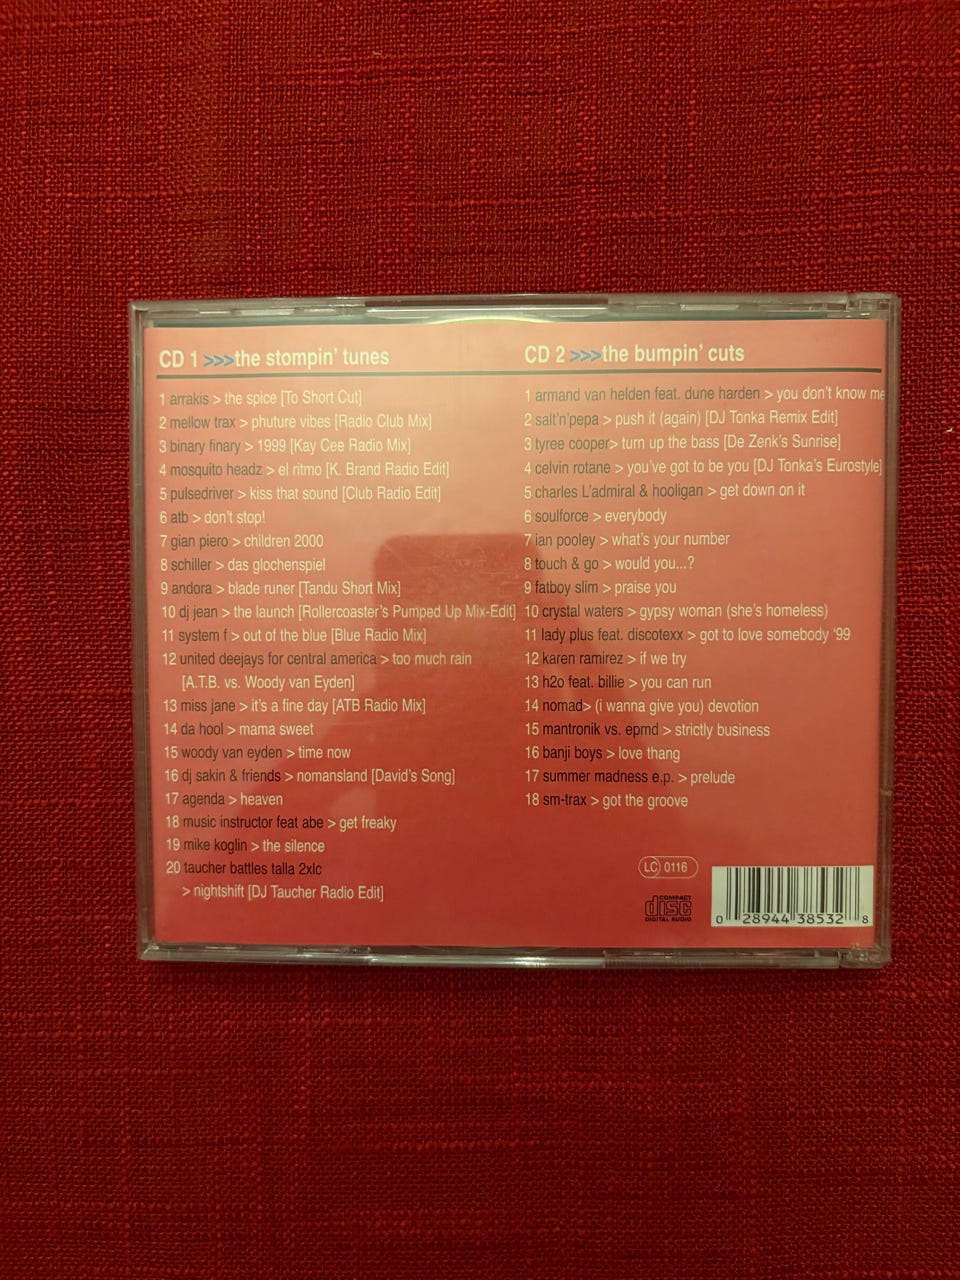 CD 1 >>>the stompin' tunes
1 arrakis > the spice [To Short Cut]
2 mellow trax > phuture vibes [Radio Club Mix]
3 binary finary > 1999 [Kay Cee Radio Mix]
4 mosquito headz > el ritmo [K. Brand Radio Edit]
5 pulsedriver > kiss that sound [Club Radio Edit]
6 atb > don't stop!
7 gian piero > children 2000
8 schiller > das glochenspiel
9 andora > blade runer [Tandu Short Mix]
10 dj jean > the launch [Rollercoaster's Pumped Up Mix-Edit]
11 system f > out of the blue [Blue Radio Mix]
12 united deejays for central america > too much rain
[A.T.B. vs. Woody van Eyden]
13 miss jane > it's a fine day [ATB Radio Mix]
14 da hool > mama sweet
15 woody van eyden > time now
16 dj sakin & friends > nomansland [David's Song]
17 agenda > heaven
18 music instructor feat abe > get freaky
19 mike koglin > the silence
20 taucher battles talla 2xlc
> nightshift [DJ Taucher Radio Edit]
CD 2 >>>the bumpin' cuts
1 armand van helden feat. dune harden > you don't know me
2 salt'n'pepa > push it (again) [DJ Tonka Remix Edit]
3 tyree cooper> turn up the bass [De Zenk's Sunrise]
4 celvin rotane > you've got to be you [DJ Tonka's Eurostyle]
5 charles L'admiral & hooligan > get down on it
6 soulforce > everybody
7 ian pooley > what's your number
8 touch & go > would you...?
9 fatboy slim > praise you
10 crystal waters > gypsy woman (she's homeless)
11 lady plus feat. discotexx > got to love somebody '99
12 karen ramirez > if we try
13 h2o feat. billie > you can run
14 nomad> (i wanna give you) devotion
15 mantronik vs. epmd > strictly business
16 banji boys > love thang
17 summer madness e.p. > prelude
18 sm-trax > got the groove
LC 0116
COMPACT
disc
DIGITAL AUDIO
0 28944 38532 8